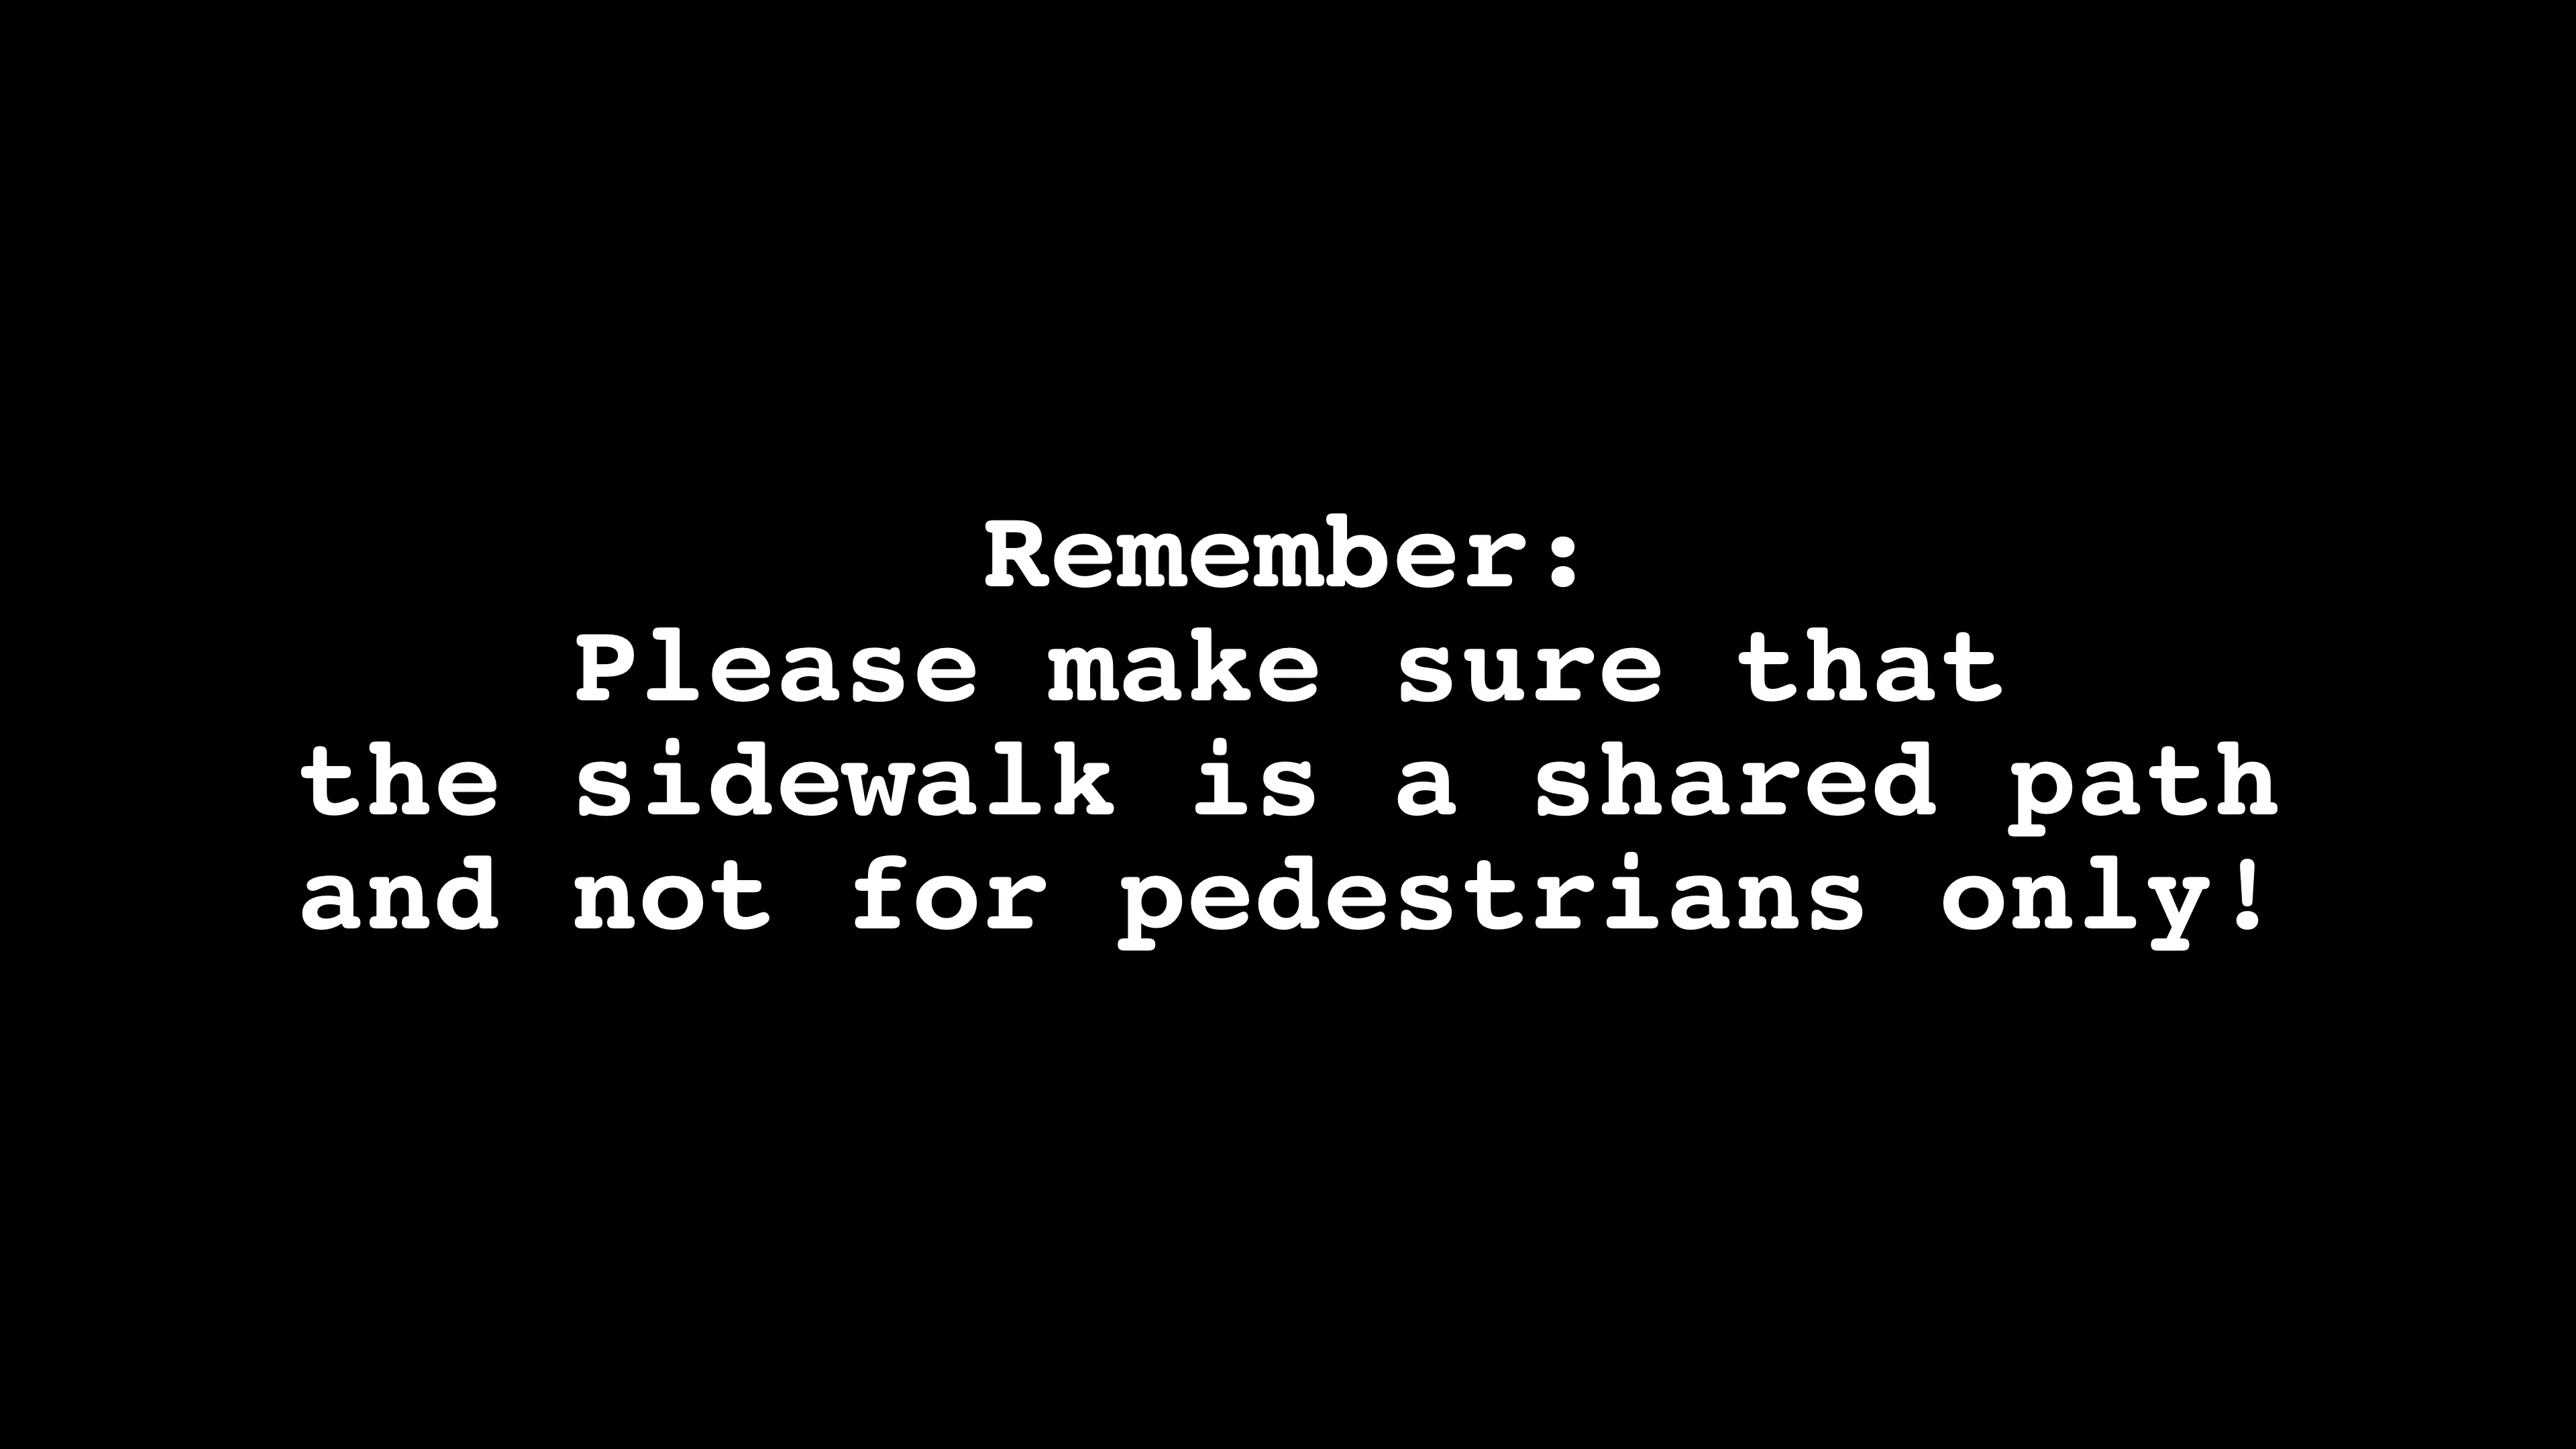 Remember:
Please make sure that
the sidewalk is a shared path
and not for pedestrians only!